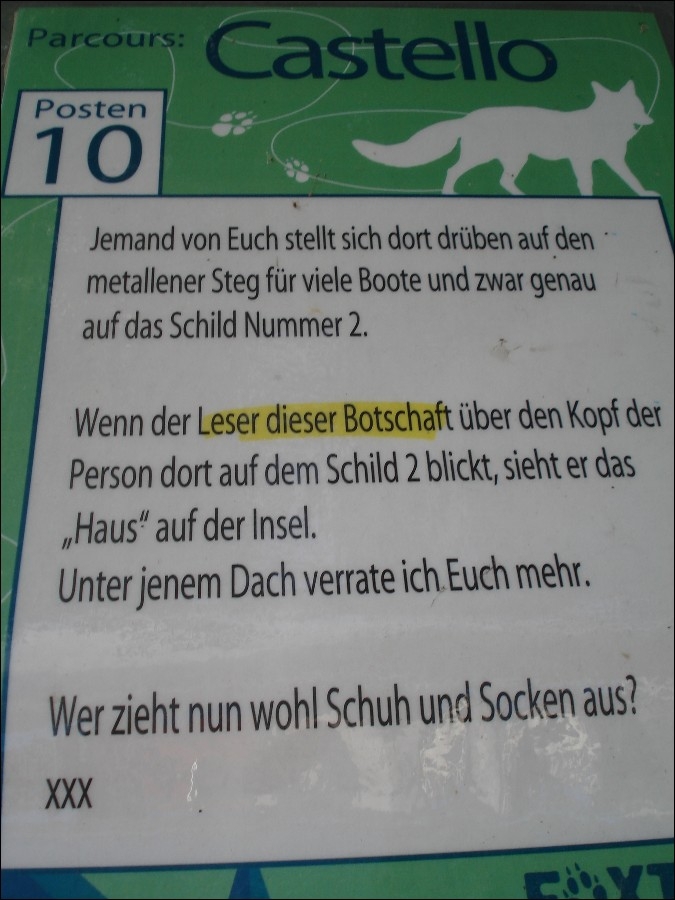 Parcours: Castello
Posten
10
Jemand von Euch stellt sich dort drüben auf den
metallener Steg für viele Boote und zwar genau
auf das Schild Nummer 2.
Wenn der Leser dieser Botschaft über den Kopf der
Person dort auf dem Schild 2 blickt, sieht er das
„Haus“ auf der Insel.
Unter jenem Dach verrate ich Euch mehr.
Wer zieht nun wohl Schuh und Socken aus?
XXX
FOXT